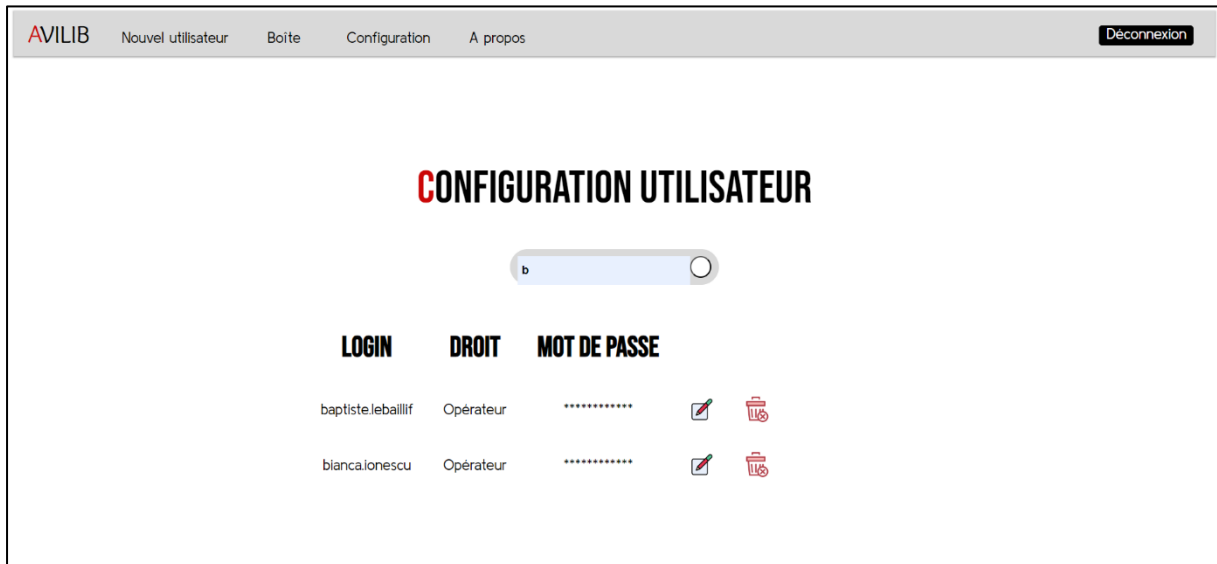 AVILIB Nouvel utilisateur Boîte Configuration A propos Déconnexion
CONFIGURATION UTILISATEUR
b
LOGIN DROIT MOT DE PASSE
baptiste.lebaillif Opérateur ************
bianca.ionescu Opérateur ************